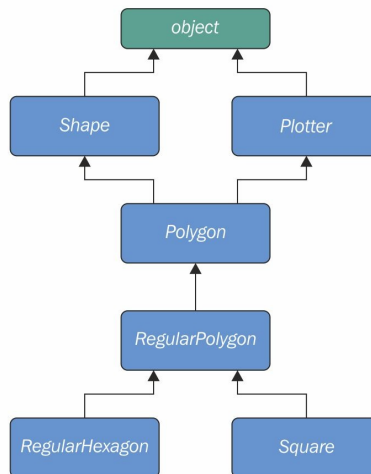 object
Shape
Plotter
Polygon
RegularPolygon
RegularHexagon
Square